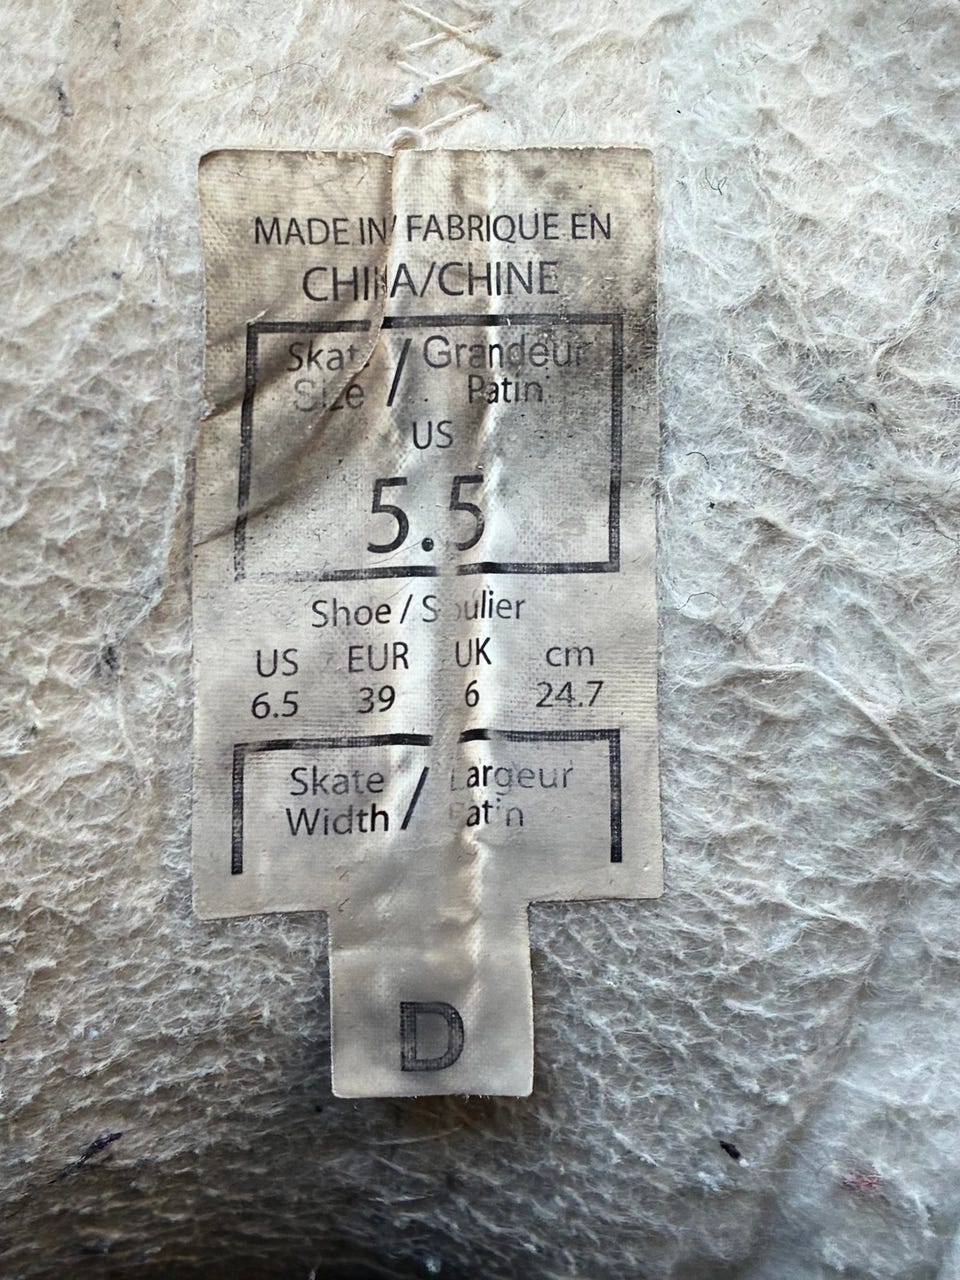 MADE IN/ FABRIQUE EN
CHINA/CHINE
Skate / Grandeur
Size / Patin
US
5.5
Shoe / Soulier
US EUR UK cm
6.5 39 6 24.7
Skate / Largeur
Width / Patin
D